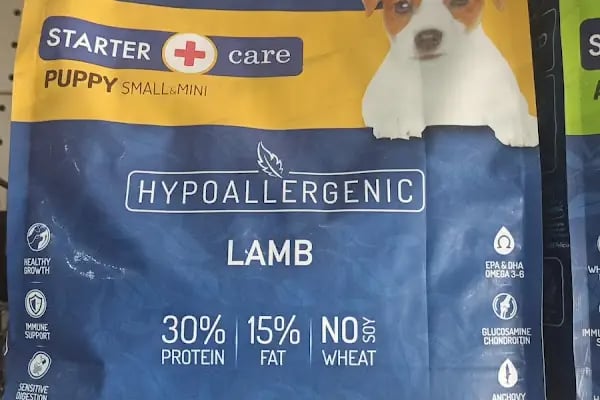 STARTER care
PUPPY SMALL & MINI
HYPOALLERGENIC
LAMB
HEALTHY
GROWTH
IMMUNE
SUPPORT
SENSITIVE
DIGESTION
30% PROTEIN
15% FAT
NO SOY
WHEAT
EPA & DHA
OMEGA 3-6
GLUCOSAMINE
CHONDROITIN
ANCHOVY